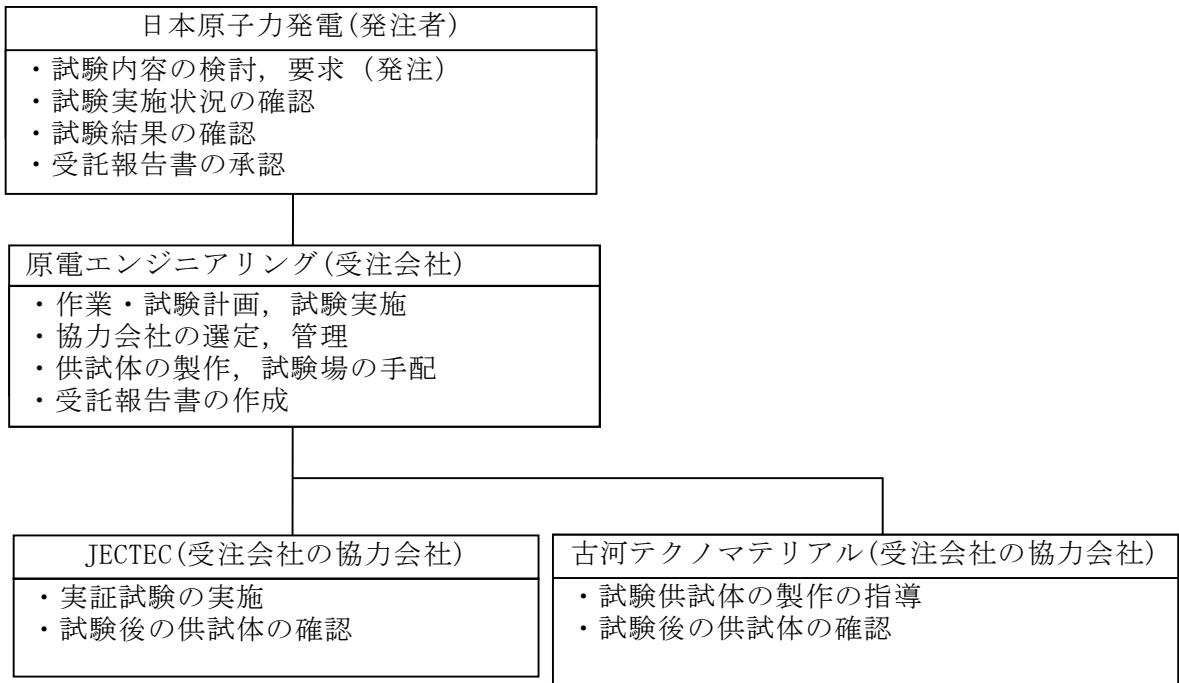 日本原子力発電(発注者)
・試験内容の検討,要求(発注)
・試験実施状況の確認
・試験結果の確認
・受託報告書の承認
原電エンジニアリング(受注会社)
・作業・試験計画,試験実施
・協力会社の選定,管理
・供試体の製作,試験場の手配
・受託報告書の作成
JECTEC(受注会社の協力会社)
・実証試験の実施
・試験後の供試体の確認
古河テクノマテリアル(受注会社の協力会社)
・試験供試体の製作の指導
・試験後の供試体の確認